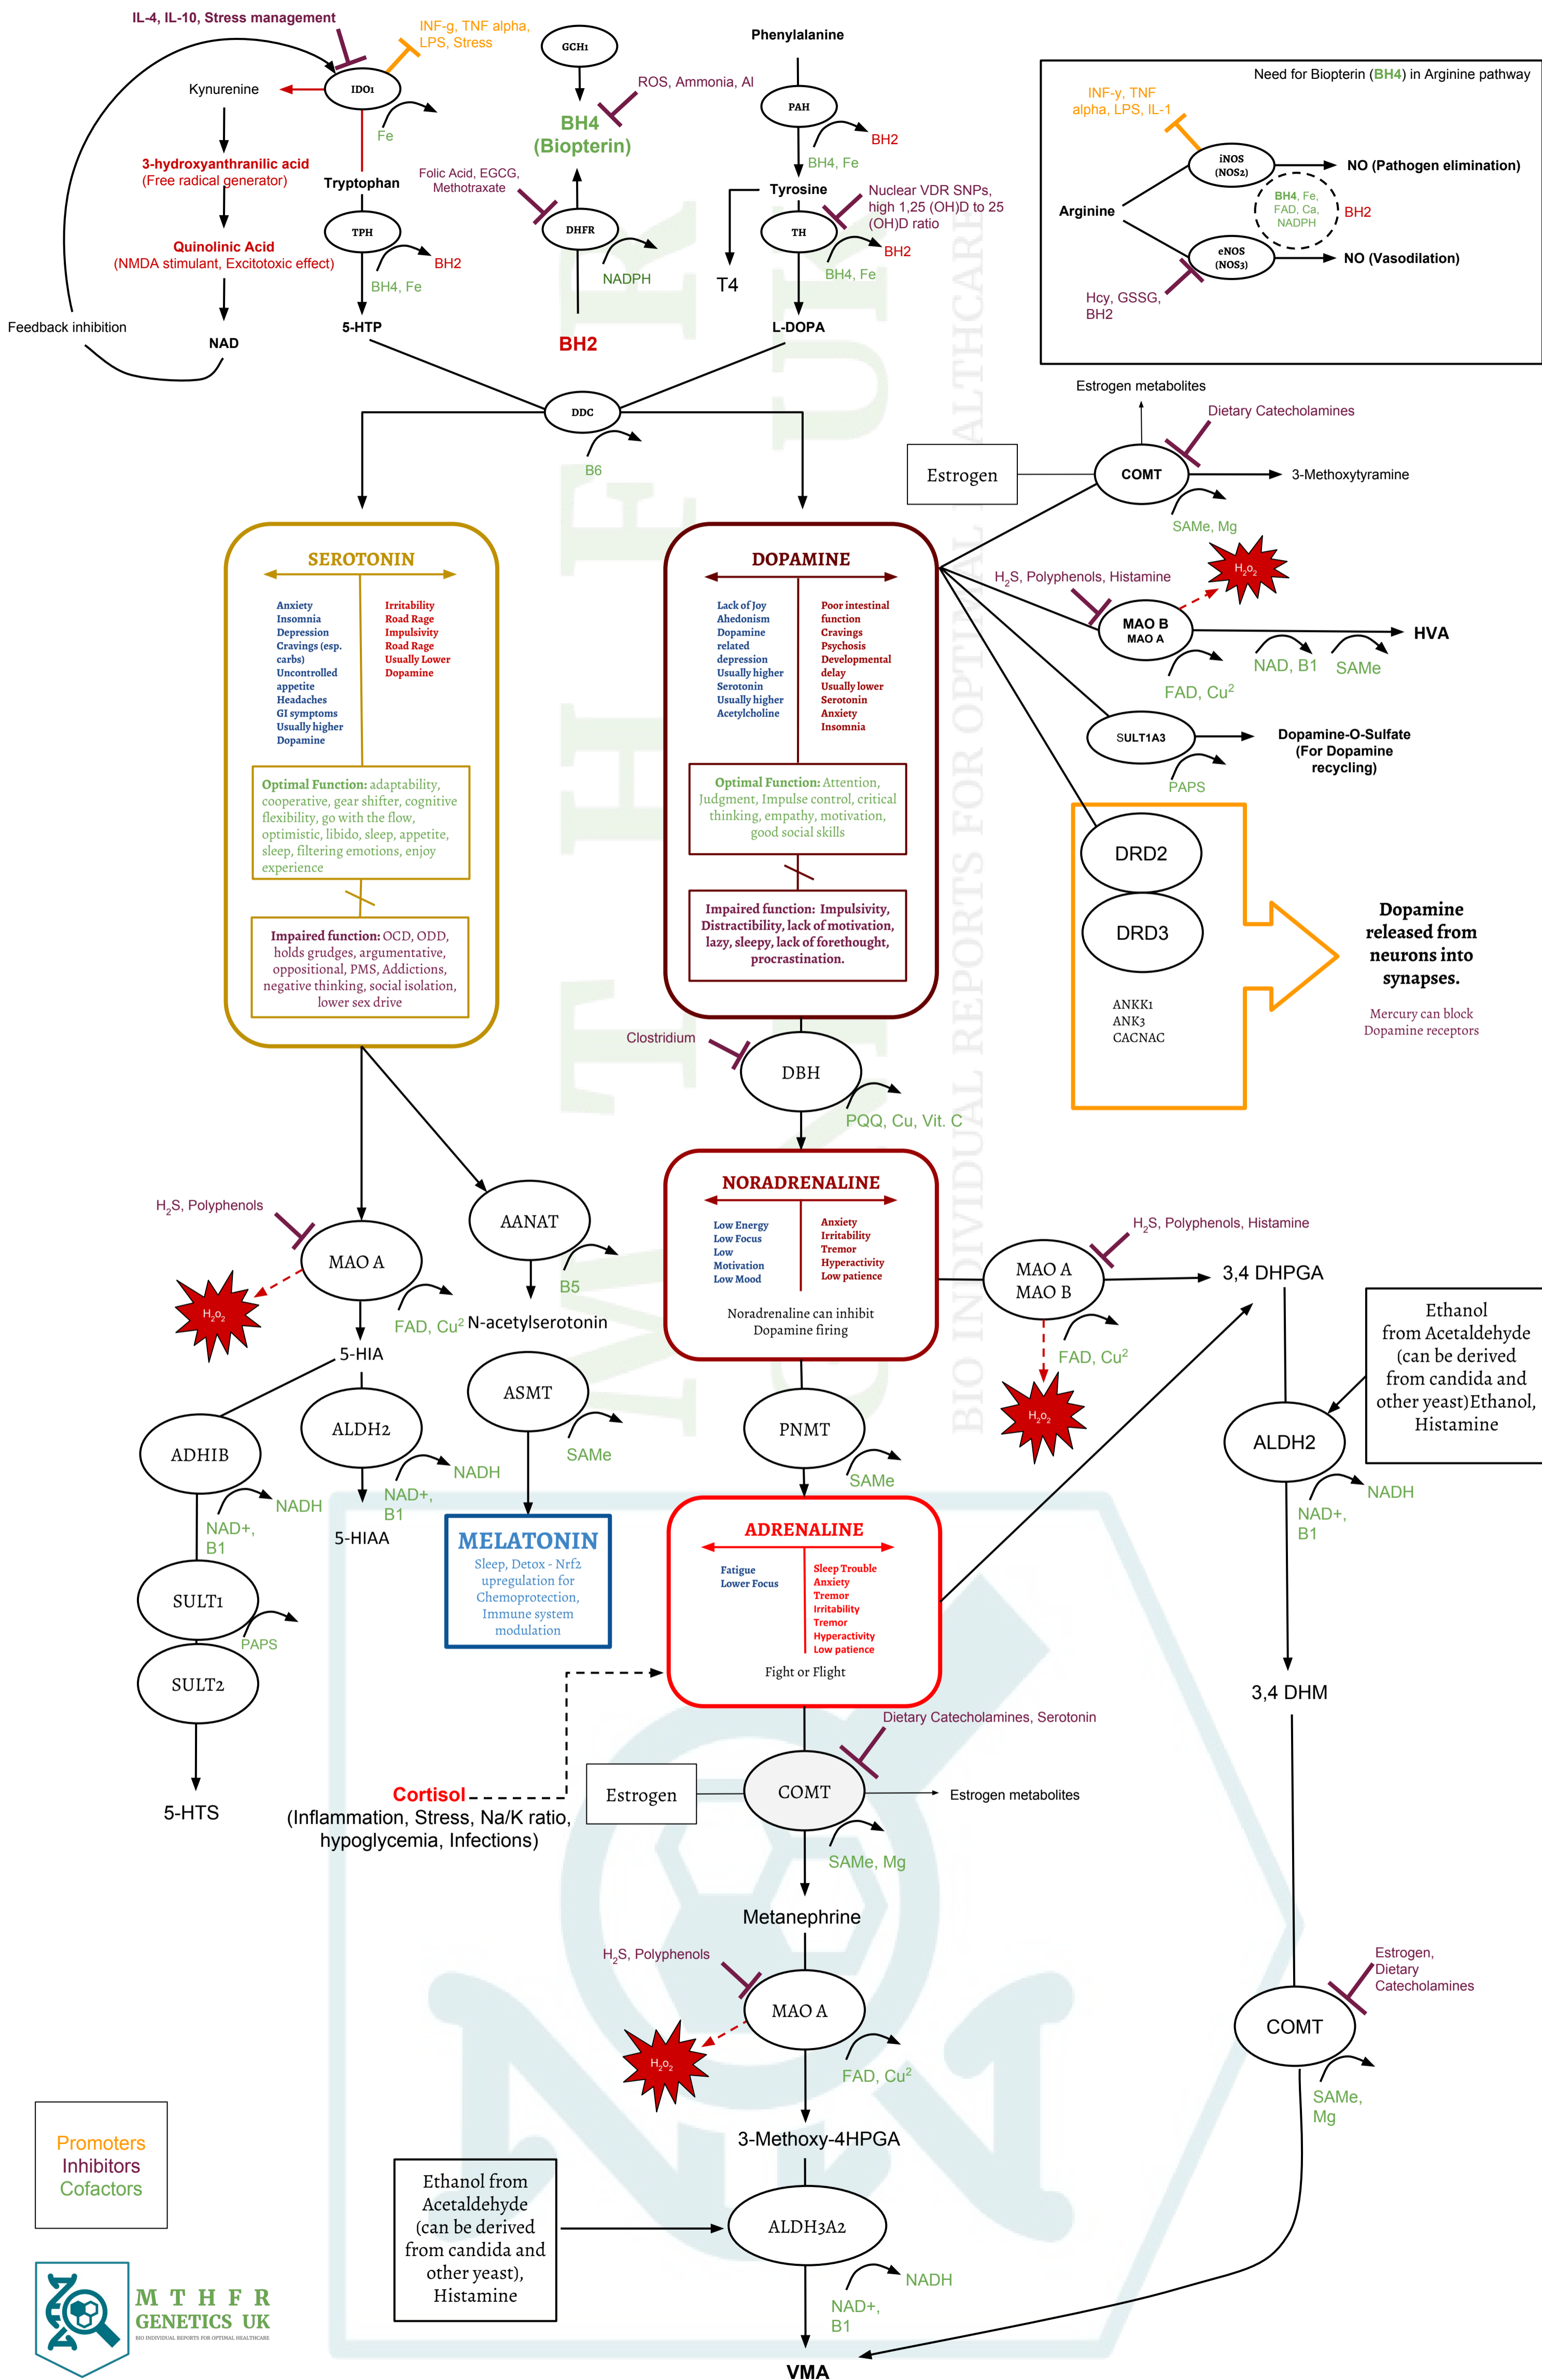 IL-4, IL-10, Stress management
INF-g, TNF alpha,
LPS, Stress
Kynurenine
IDO1
Fe
3-hydroxyanthranilic acid
(Free radical generator)
Tryptophan
Quinolinic Acid
(NMDA stimulant, Excitotoxic effect)
TPH
BH2
BH4, Fe
Feedback inhibition
NAD
5-HTP
GCH1
ROS, Ammonia, Al
BH4
(Biopterin)
Folic Acid, EGCG,
Methotraxate
DHFR
NADPH
BH2
Phenylalanine
PAH
BH2
BH4, Fe
Tyrosine
Nuclear VDR SNPs,
high 1,25 (OH)D to 25
(OH)D ratio
TH
BH2
BH4, Fe
T4
L-DOPA
Need for Biopterin (BH4) in Arginine pathway
INF-y, TNF
alpha, LPS, IL-1
iNOS
(NOS2)
NO (Pathogen elimination)
Arginine
BH4, Fe,
FAD, Ca,
NADPH
BH2
eNOS
(NOS3)
NO (Vasodilation)
Hcy, GSSG,
BH2
DDC
B6
Estrogen metabolites
Dietary Catecholamines
Estrogen
COMT
3-Methoxytyramine
SAMe, Mg
H2S, Polyphenols, Histamine
H2O2
MAO B
MAO A
HVA
FAD, Cu2
NAD, B1
SAMe
SULT1A3
Dopamine-O-Sulfate
(For Dopamine
recycling)
PAPS
DRD2
DRD3
ANKK1
ANK3
CACNAC
Dopamine
released from
neurons into
synapses.
Mercury can block
Dopamine receptors
SEROTONIN
Anxiety
Insomnia
Depression
Cravings (esp.
carbs)
Uncontrolled
appetite
Headaches
GI symptoms
Usually higher
Dopamine
Irritability
Road Rage
Impulsivity
Road Rage
Usually Lower
Dopamine
Optimal Function: adaptability,
cooperative, gear shifter, cognitive
flexibility, go with the flow,
optimistic, libido, sleep, appetite,
sleep, filtering emotions, enjoy
experience
Impaired function: OCD, ODD,
holds grudges, argumentative,
oppositional, PMS, Addictions,
negative thinking, social isolation,
lower sex drive
DOPAMINE
Lack of Joy
Ahedonism
Dopamine
related
depression
Usually higher
Serotonin
Usually higher
Acetylcholine
Poor intestinal
function
Cravings
Psychosis
Developmental
delay
Usually lower
Serotonin
Anxiety
Insomnia
Optimal Function: Attention,
Judgment, Impulse control, critical
thinking, empathy, motivation,
good social skills
Impaired function: Impulsivity,
Distractibility, lack of motivation,
lazy, sleepy, lack of forethought,
procrastination.
Clostridium
DBH
PQQ, Cu, Vit. C
NORADRENALINE
Low Energy
Low Focus
Low
Motivation
Low Mood
Anxiety
Irritability
Tremor
Hyperactivity
Low patience
Noradrenaline can inhibit
Dopamine firing
H2S, Polyphenols, Histamine
MAO A
MAO B
FAD, Cu2
H2O2
3,4 DHPGA
Ethanol
from Acetaldehyde
(can be derived
from candida and
other yeast)Ethanol,
Histamine
ALDH2
NADH
NAD+,
B1
3,4 DHM
H2S, Polyphenols
MAO A
H2O2
FAD, Cu2
5-HIA
AANAT
B5
N-acetylserotonin
ASMT
SAMe
ADHIB
NADH
NAD+,
B1
ALDH2
NADH
NAD+,
B1
5-HIAA
SULT1
PAPS
SULT2
5-HTS
MELATONIN
Sleep, Detox - Nrf2
upregulation for
Chemoprotection,
Immune system
modulation
PNMT
SAMe
ADRENALINE
Fatigue
Lower Focus
Sleep Trouble
Anxiety
Tremor
Irritability
Tremor
Hyperactivity
Low patience
Fight or Flight
Cortisol
(Inflammation, Stress, Na/K ratio,
hypoglycemia, Infections)
Dietary Catecholamines, Serotonin
Estrogen
COMT
Estrogen metabolites
SAMe, Mg
Metanephrine
H2S, Polyphenols
MAO A
H2O2
FAD, Cu2
3-Methoxy-4HPGA
Estrogen,
Dietary
Catecholamines
COMT
SAMe,
Mg
Ethanol from
Acetaldehyde
(can be derived
from candida and
other yeast),
Histamine
ALDH3A2
NADH
NAD+,
B1
VMA
Promoters
Inhibitors
Cofactors
MTHFR
GENETICS UK
BIO INDIVIDUAL REPORTS FOR OPTIMAL HEALTHCARE